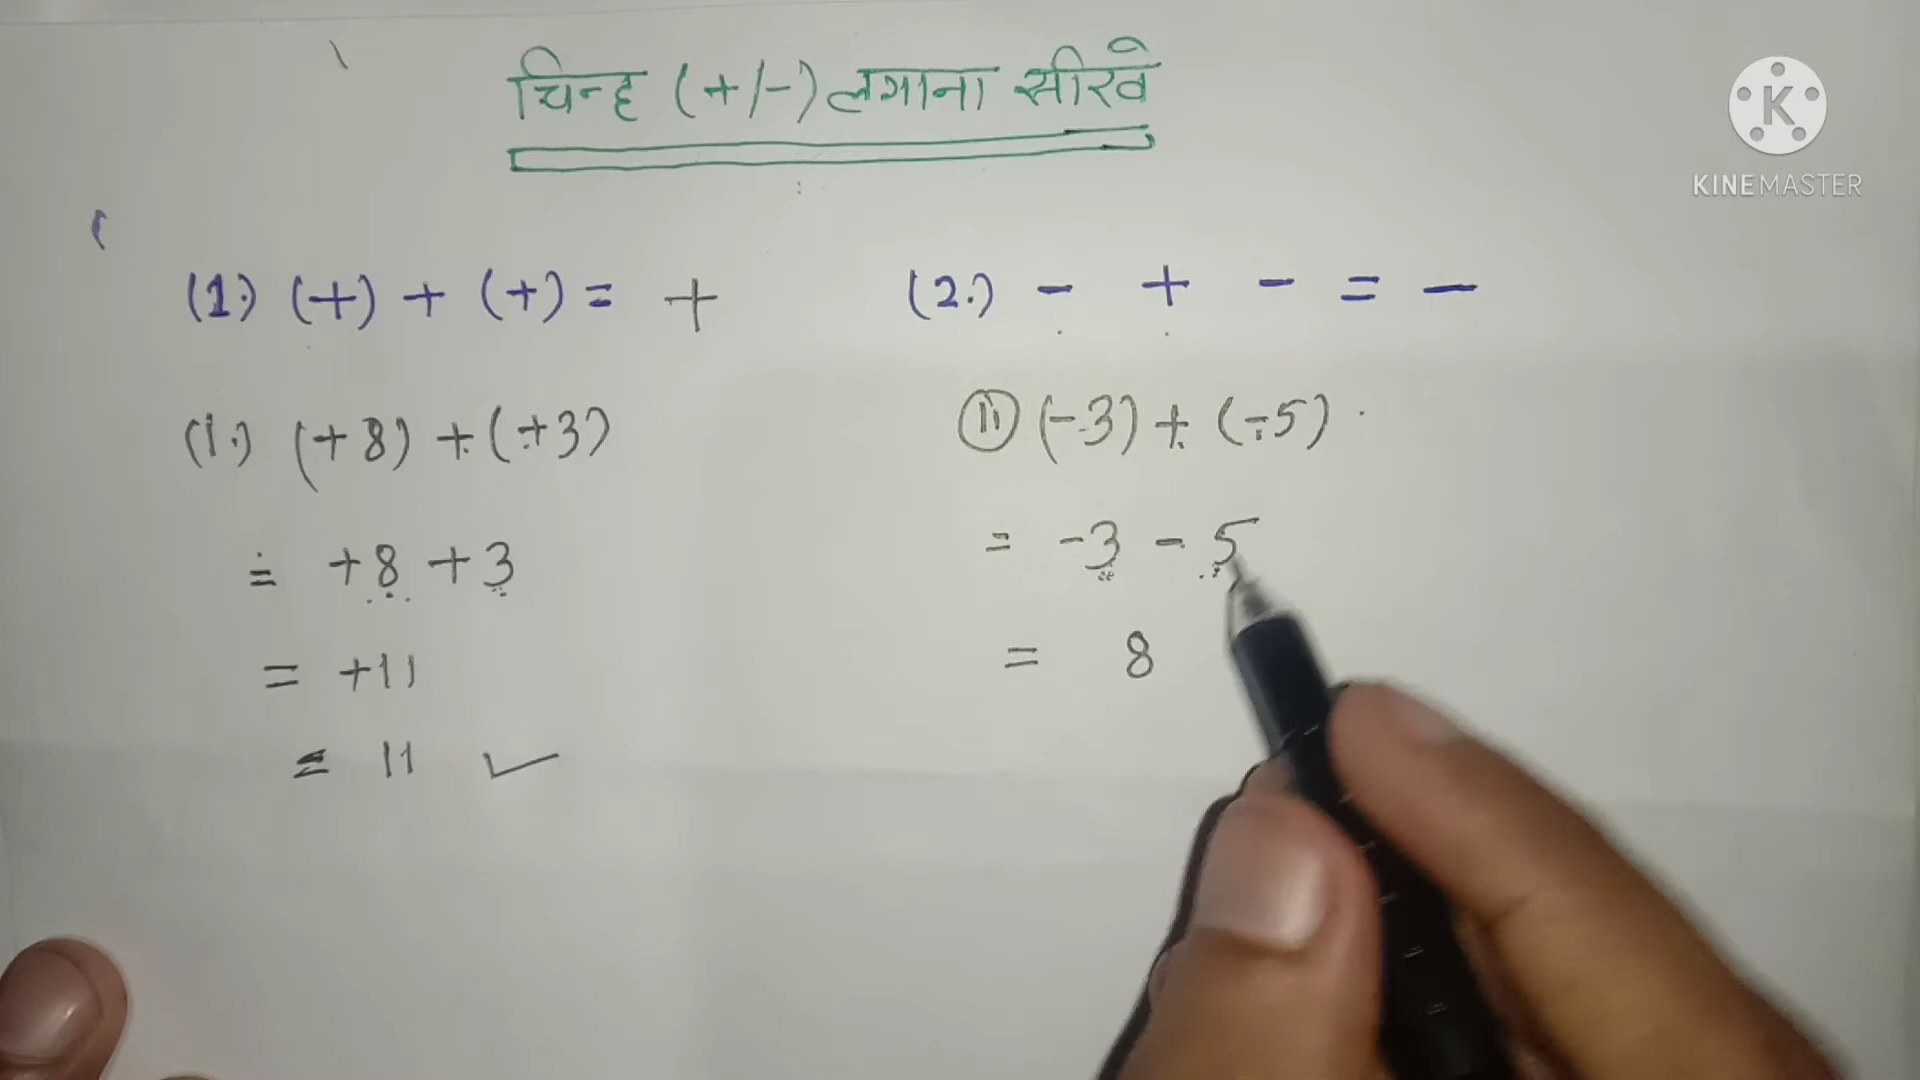 चिन्ह (+/-) लगाना सीखे
KINEMASTER
(1.) (+) + (+) = +
(i.) (+8) + (+3)
= +8 + 3
= +11
= 11 ✓
(2.) - + - = -
(ii) (-3) + (-5)
= -3 - 5
= 8